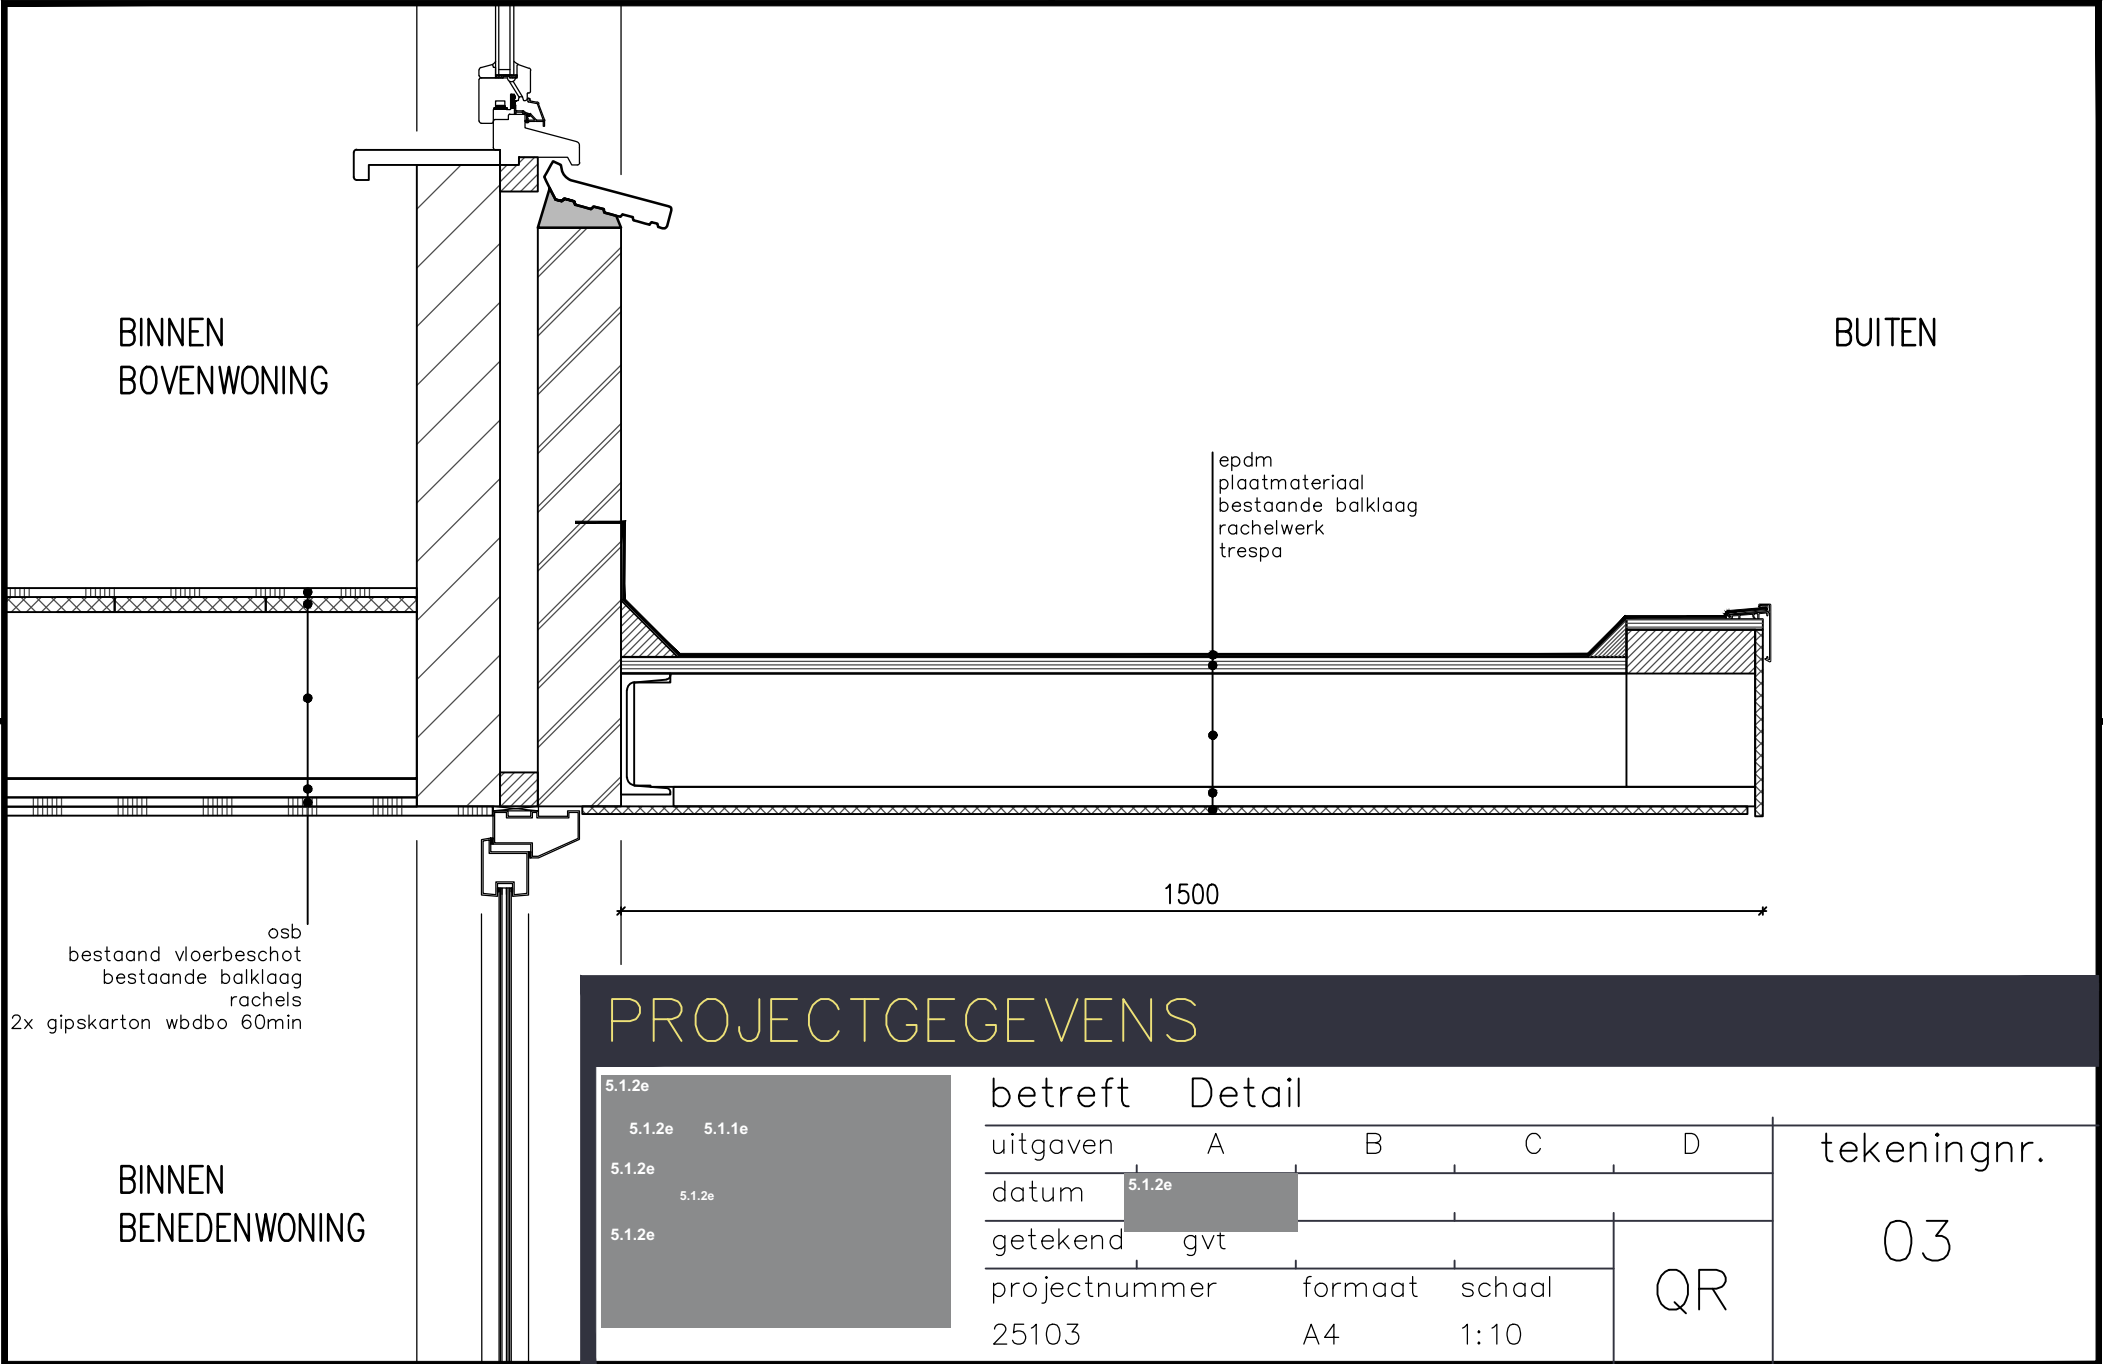 BINNEN
BOVENWONING
BUITEN
epdm
plaatmateriaal
bestaande balklaag
rachelwerk
trespa
1500
osb
bestaand vloerbeschot
bestaande balklaag
rachels
2x gipskarton wbdbo 60min
BINNEN
BENEDENWONING
PROJECTGEGEVENS
5.1.2e
5.1.2e 5.1.1e
5.1.2e
5.1.2e
5.1.2e
betreft Detail
uitgaven A B C D
datum 5.1.2e
getekend gvt
projectnummer formaat schaal
25103 A4 1:10
QR
tekeningnr.
03